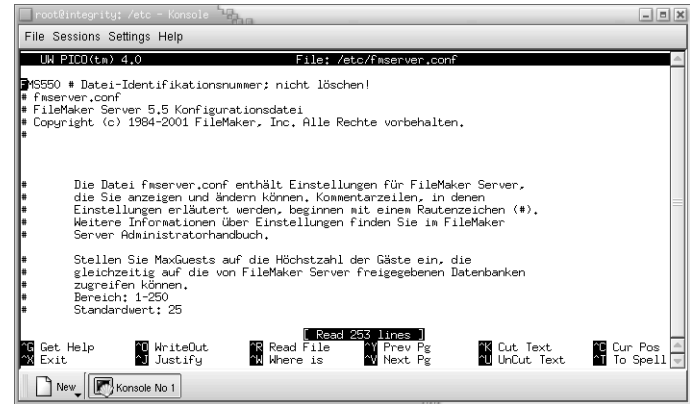 root@integrity: /etc - Konsole
File Sessions Settings Help
UW PICO(tm) 4.0 File: /etc/fmserver.conf
FMS550 # Datei-Identifikationsnummer; nicht löschen!
# fmserver.conf
# FileMaker Server 5.5 Konfigurationsdatei
# Copyright (c) 1984-2001 FileMaker, Inc. Alle Rechte vorbehalten.
#
# Die Datei fmserver.conf enthält Einstellungen für FileMaker Server,
# die Sie anzeigen und ändern können. Kommentarzeilen, in denen
# Einstellungen erläutert werden, beginnen mit einem Rautenzeichen (#).
# Weitere Informationen über Einstellungen finden Sie im FileMaker
# Server Administratorhandbuch.
# Stellen Sie MaxGuests auf die Höchstzahl der Gäste ein, die
# gleichzeitig auf die von FileMaker Server freigegebenen Datenbanken
# zugreifen können.
# Bereich: 1-250
# Standardwert: 25
[ Read 253 lines ]
^G Get Help ^O WriteOut ^R Read File ^Y Prev Pg ^K Cut Text ^C Cur Pos
^X Exit ^J Justify ^W Where is ^V Next Pg ^U UnCut Text ^T To Spell
New Konsole No 1